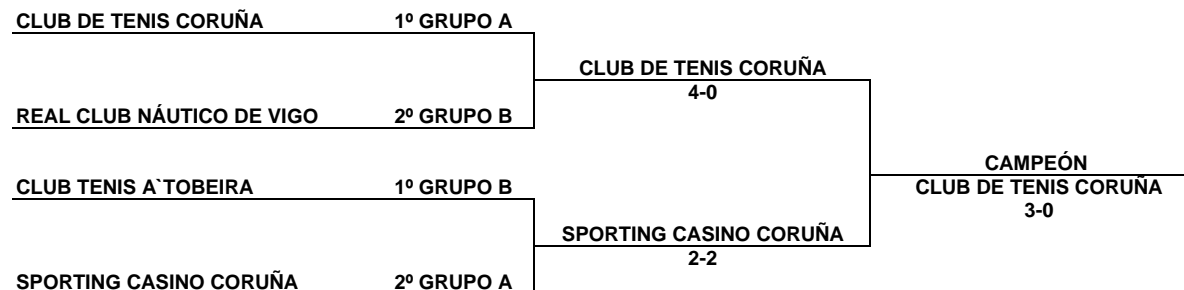 CLUB DE TENIS CORUÑA 1º GRUPO A
CLUB DE TENIS CORUÑA
4-0
REAL CLUB NÁUTICO DE VIGO 2º GRUPO B
CAMPEÓN
CLUB TENIS A`TOBEIRA 1º GRUPO B
CLUB DE TENIS CORUÑA
3-0
SPORTING CASINO CORUÑA
2-2
SPORTING CASINO CORUÑA 2º GRUPO A